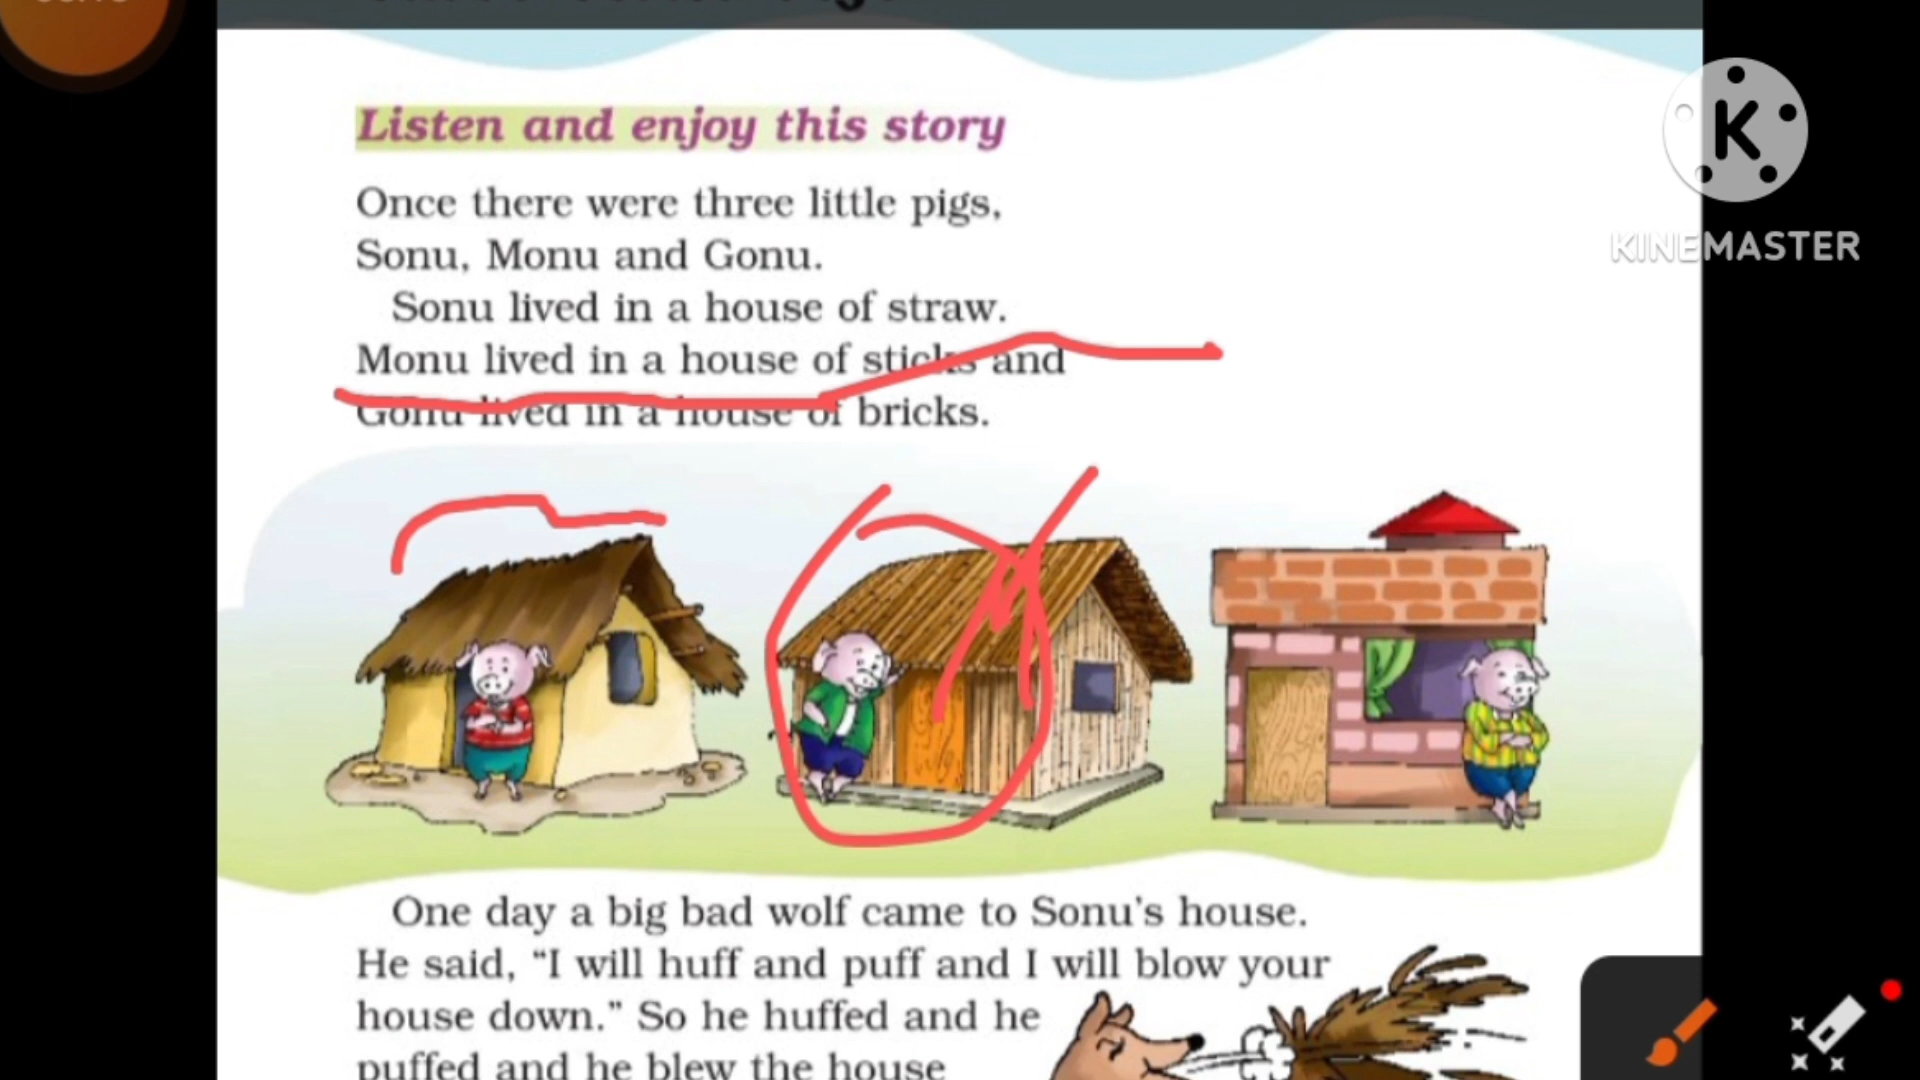 Listen and enjoy this story
Once there were three little pigs,
Sonu, Monu and Gonu.
Sonu lived in a house of straw.
Monu lived in a house of sticks and
Gonu lived in a house of bricks.
One day a big bad wolf came to Sonu's house.
He said, “I will huff and puff and I will blow your
house down.” So he huffed and he
puffed and he blew the house
K
KINEMASTER